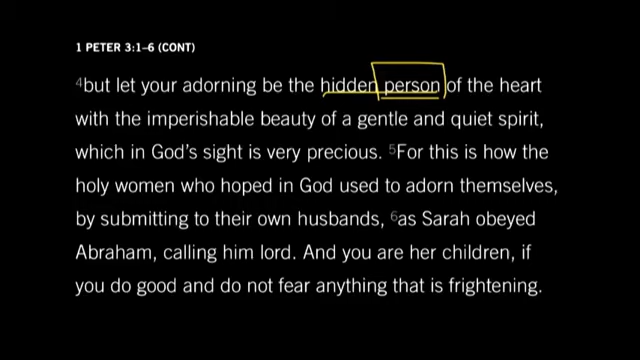 1 PETER 3:1–6 (CONT)
⁴but let your adorning be the hidden person of the heart
with the imperishable beauty of a gentle and quiet spirit,
which in God’s sight is very precious. ⁵For this is how the
holy women who hoped in God used to adorn themselves,
by submitting to their own husbands, ⁶as Sarah obeyed
Abraham, calling him lord. And you are her children, if
you do good and do not fear anything that is frightening.